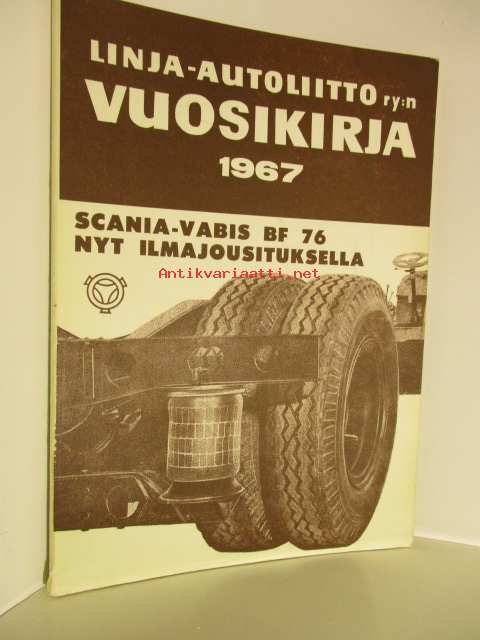 LINJA-AUTOLIITTO ry:n
VUOSIKIRJA
1967
SCANIA-VABIS BF 76
NYT ILMAJOUSITUKSELLA
Antikvariaatti.net